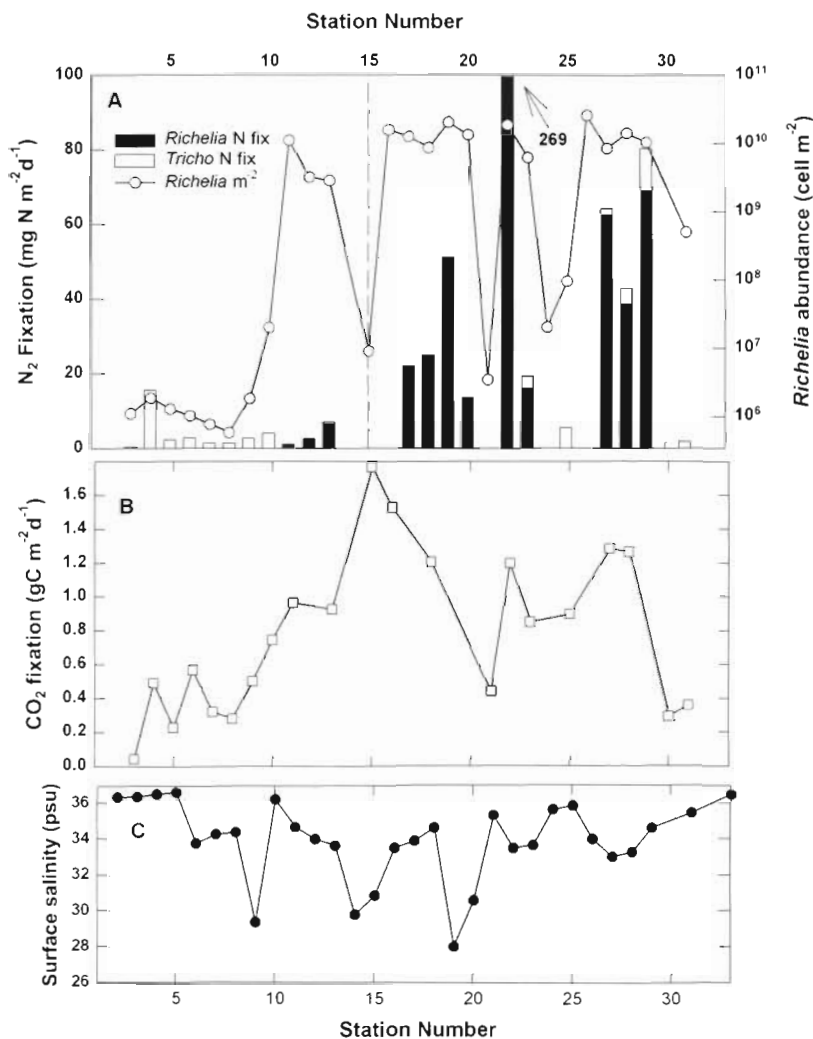 Station Number
5 10 15 20 25 30
A
Richelia N fix
Tricho N fix
Richelia m⁻²
269
N₂ Fixation (mg N m⁻²d⁻¹)
100
80
60
40
20
0
Richelia abundance (cell m⁻²)
10¹¹
10¹⁰
10⁹
10⁸
10⁷
10⁶
B
CO₂ fixation (gC m⁻²d⁻¹)
1.6
1.4
1.2
1.0
0.8
0.6
0.4
0.2
0.0
C
Surface salinity (psu)
36
34
32
30
28
26
5 10 15 20 25 30
Station Number